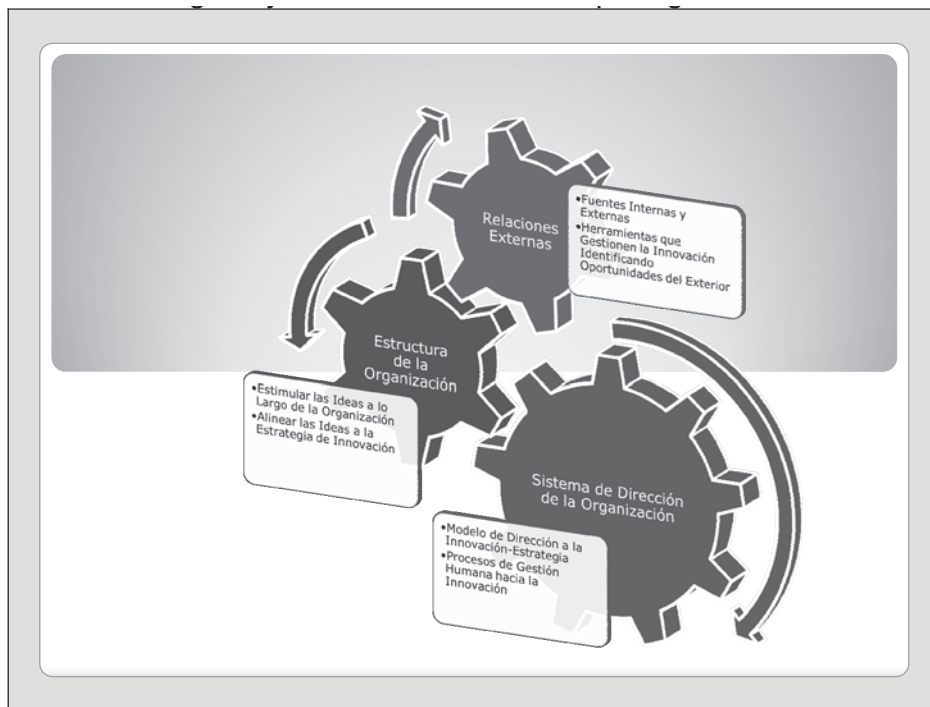 Relaciones
Externas
•Fuentes Internas y
Externas
•Herramientas que
Gestionen la Innovación
Identificando
Oportunidades del Exterior
Estructura
de la
Organización
•Estimular las Ideas a lo
Largo de la Organización
•Alinear las Ideas a la
Estrategia de Innovación
Sistema de Dirección
de la Organización
•Modelo de Dirección a la
Innovación-Estrategia
•Procesos de Gestión
Humana hacia la
Innovación